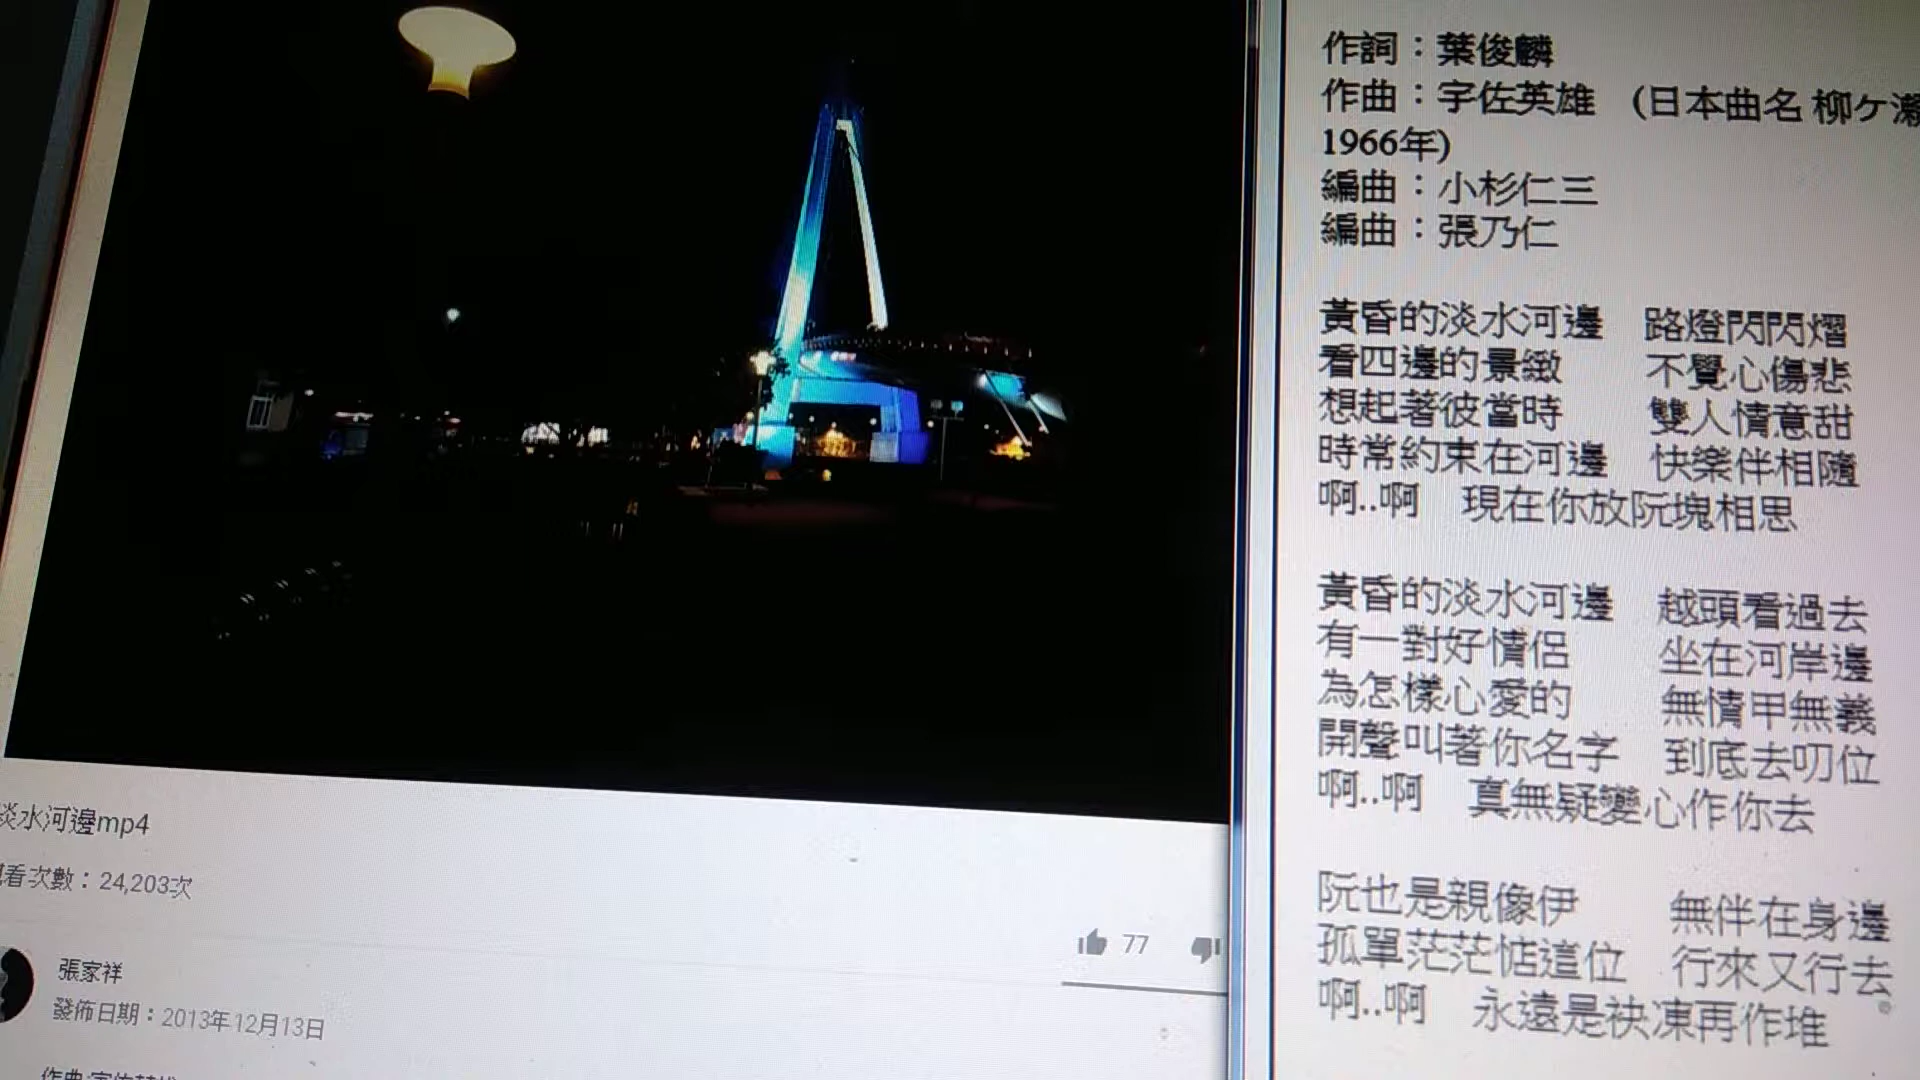 作詞：葉俊麟
作曲：宇佐英雄 (日本曲名 柳ケ瀨
1966年)
編曲：小杉仁三
編曲：張乃仁
黃昏的淡水河邊 路燈閃閃熠
看四邊的景緻 不覺心傷悲
想起著彼當時 雙人情意甜
時常約束在河邊 快樂伴相隨
啊..啊 現在你放阮塊相思
黃昏的淡水河邊 越頭看過去
有一對好情侶 坐在河岸邊
為怎樣心愛的 無情甲無義
開聲叫著你名字 到底去叨位
啊..啊 真無疑變心作你去
阮也是親像伊 無伴在身邊
孤單茫茫惦這位 行來又行去
啊..啊 永遠是袂凍再作堆
淡水河邊mp4
看次數：24,203次
77
張家祥
發佈日期：2013年12月13日